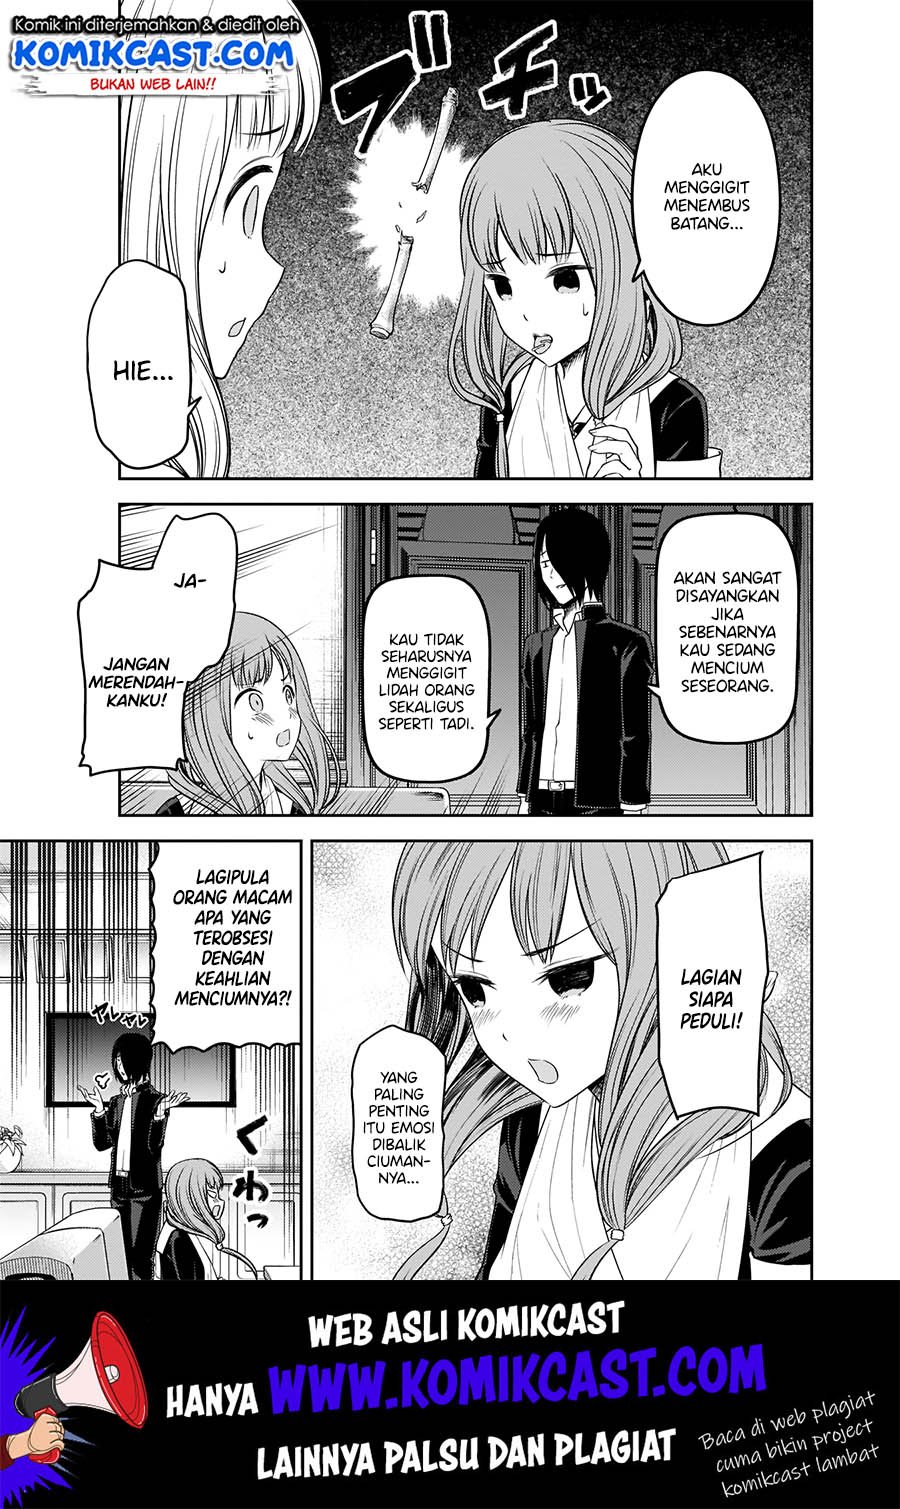 Komik ini diterjemahkan & diedit oleh
KOMIKCAST.COM
BUKAN WEB LAIN!!
ブチッ
AKU
MENGGIGIT
MENEMBUS
BATANG...
HIE...
AKAN SANGAT
DISAYANGKAN
JIKA
SEBENARNYA
KAU SEDANG
MENCIUM
SESEORANG.
KAU TIDAK
SEHARUSNYA
MENGGIGIT
LIDAH ORANG
SEKALIGUS
SEPERTI TADI.
JA-
JANGAN
MERENDAH-
KANKU!
LAGIAN
SIAPA
PEDULI!
YANG
PALING
PENTING
ITU EMOSI
DIBALIK
CIUMAN-
NYA...
LAGIPULA
ORANG MACAM
APA YANG
TEROBSESI
DENGAN
KEAHLIAN
MENCIUMNYA?!
ヤレヤレ
くわっ
WEB ASLI KOMIKCAST
HANYA WWW.KOMIKCAST.COM
LAINNYA PALSU DAN PLAGIAT
Baca di web plagiat
cuma bikin project
komikcast lambat